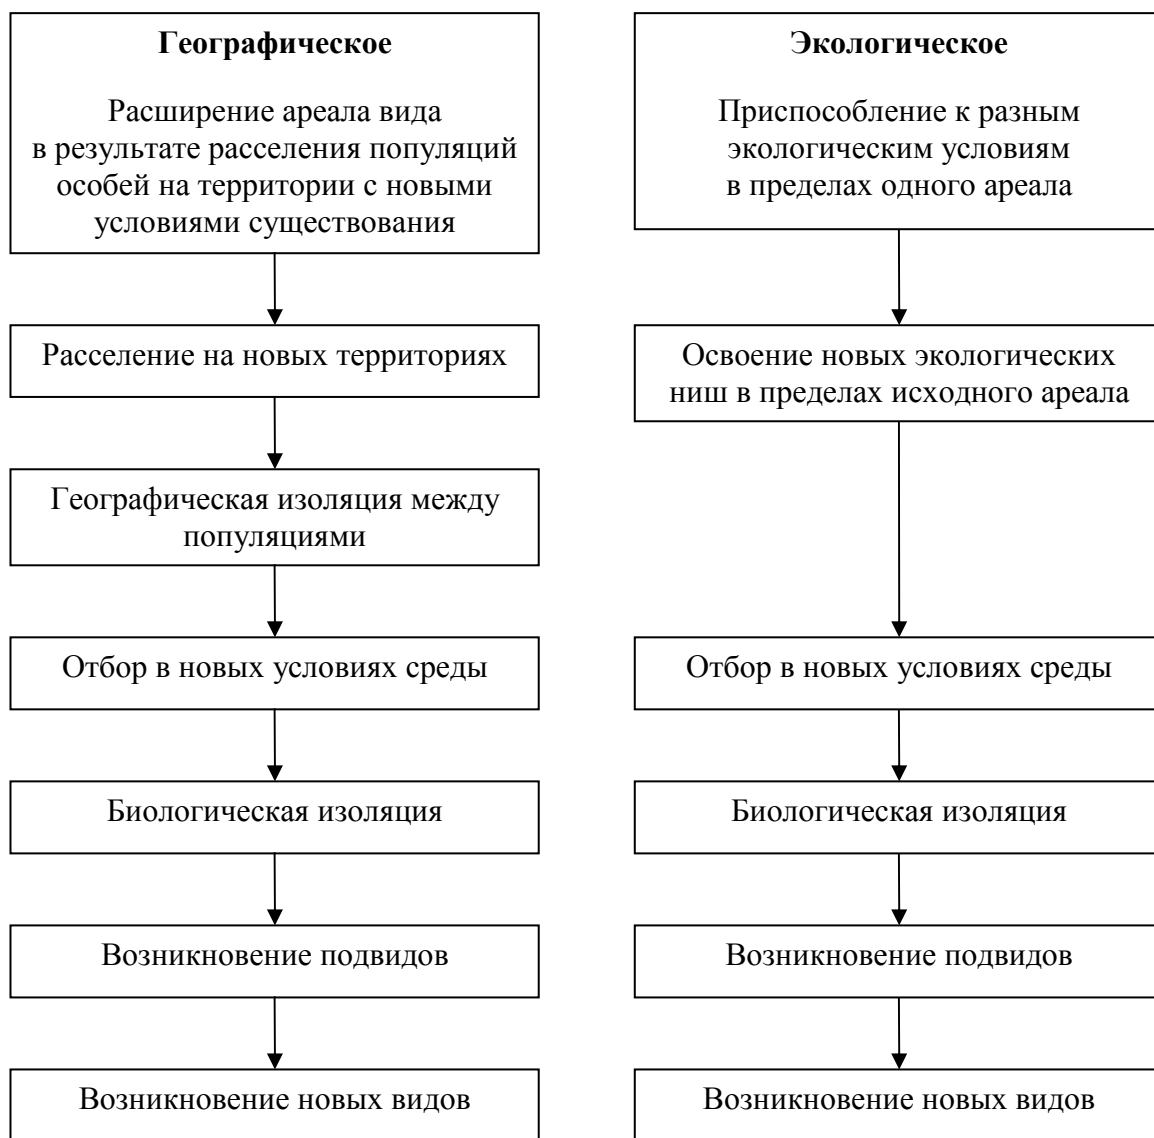 Географическое
Расширение ареала вида
в результате расселения популяций
особей на территории с новыми
условиями существования
Расселение на новых территориях
Географическая изоляция между
популяциями
Отбор в новых условиях среды
Биологическая изоляция
Возникновение подвидов
Возникновение новых видов
Экологическое
Приспособление к разным
экологическим условиям
в пределах одного ареала
Освоение новых экологических
ниш в пределах исходного ареала
Отбор в новых условиях среды
Биологическая изоляция
Возникновение подвидов
Возникновение новых видов